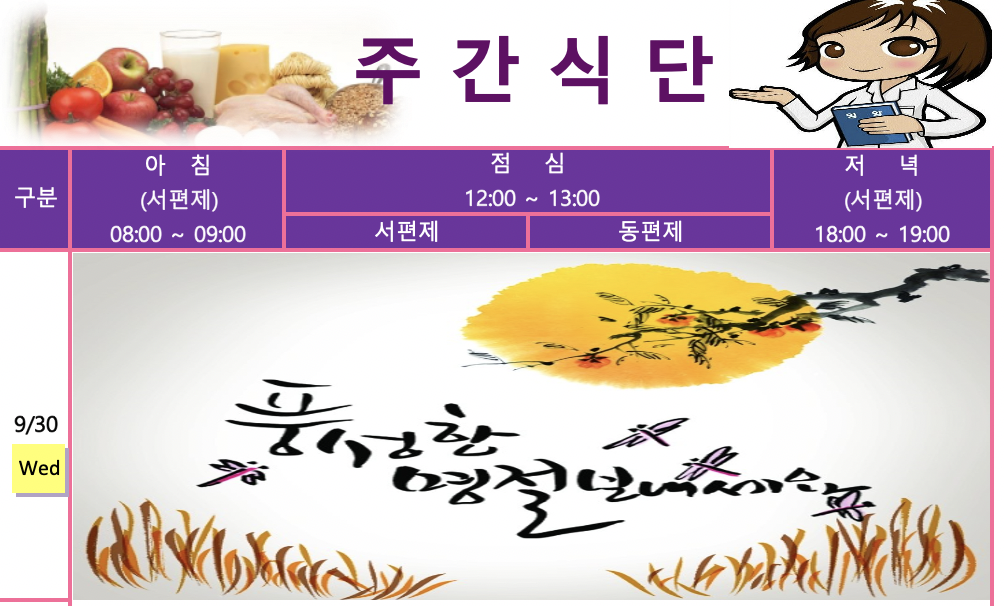 주간식단
구분
아 침
(서편제)
08:00 ~ 09:00
점 심
12:00 ~ 13:00
서편제
동편제
저 녁
(서편제)
18:00 ~ 19:00
9/30
Wed
풍성한
명절보내세요